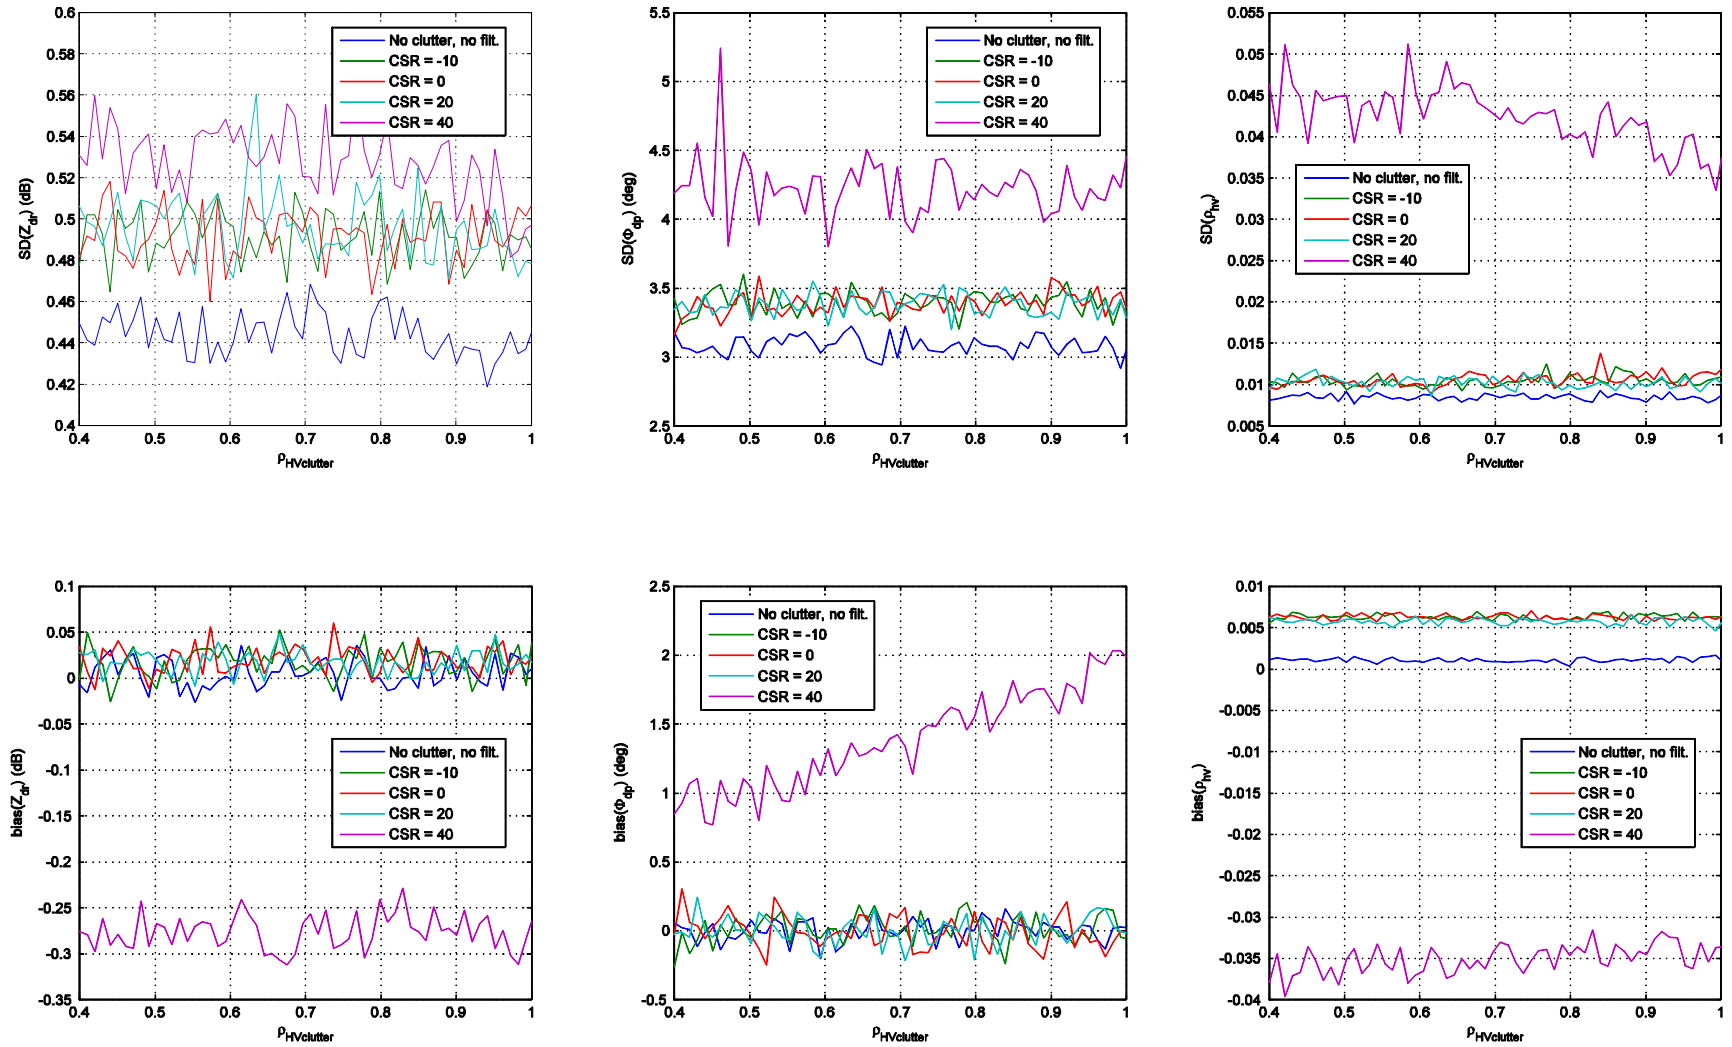 0.6
0.58
0.56
0.54
0.52
0.5
0.48
0.46
0.44
0.42
0.4
0.4 0.5 0.6 0.7 0.8 0.9 1
SD(Z_dr) (dB)
ρ_HVclutter
No clutter, no filt.
CSR = -10
CSR = 0
CSR = 20
CSR = 40
5.5
5
4.5
4
3.5
3
2.5
0.4 0.5 0.6 0.7 0.8 0.9 1
SD(Φ_dp) (deg)
ρ_HVclutter
No clutter, no filt.
CSR = -10
CSR = 0
CSR = 20
CSR = 40
0.055
0.05
0.045
0.04
0.035
0.03
0.025
0.02
0.015
0.01
0.005
0.4 0.5 0.6 0.7 0.8 0.9 1
SD(ρ_hv)
ρ_HVclutter
No clutter, no filt.
CSR = -10
CSR = 0
CSR = 20
CSR = 40
0.1
0.05
0
-0.05
-0.1
-0.15
-0.2
-0.25
-0.3
-0.35
0.4 0.5 0.6 0.7 0.8 0.9 1
bias(Z_dr) (dB)
ρ_HVclutter
No clutter, no filt.
CSR = -10
CSR = 0
CSR = 20
CSR = 40
2.5
2
1.5
1
0.5
0
-0.5
0.4 0.5 0.6 0.7 0.8 0.9 1
bias(Φ_dp) (deg)
ρ_HVclutter
No clutter, no filt.
CSR = -10
CSR = 0
CSR = 20
CSR = 40
0.01
0.005
0
-0.005
-0.01
-0.015
-0.02
-0.025
-0.03
-0.035
-0.04
0.4 0.5 0.6 0.7 0.8 0.9 1
bias(ρ_hv)
ρ_HVclutter
No clutter, no filt.
CSR = -10
CSR = 0
CSR = 20
CSR = 40